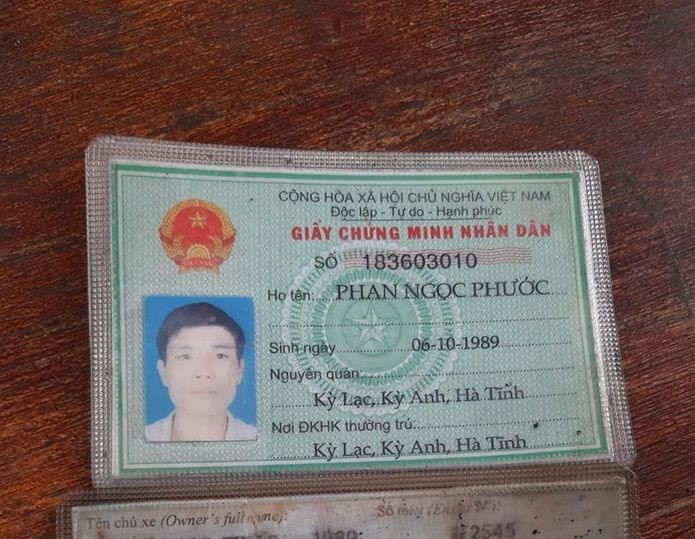 CỘNG HÒA XÃ HỘI CHỦ NGHĨA VIỆT NAM
Độc lập - Tự do - Hạnh phúc
GIẤY CHỨNG MINH NHÂN DÂN
SỐ 183603010
Họ tên: PHAN NGỌC PHƯỚC
Sinh ngày 06-10-1989
Nguyên quán:
Kỳ Lạc, Kỳ Anh, Hà Tĩnh
Nơi ĐKHK thường trú:
Kỳ Lạc, Kỳ Anh, Hà Tĩnh
Tên chủ xe (Owner's full name): Số máy (Engine N°):
2545